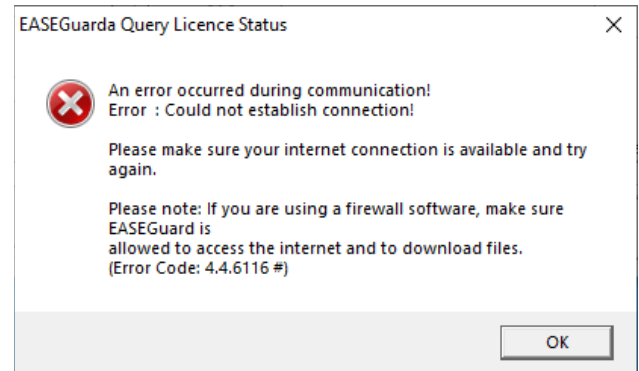 EASEGuarda Query Licence Status
An error occurred during communication!
Error : Could not establish connection!
Please make sure your internet connection is available and try
again.
Please note: If you are using a firewall software, make sure
EASEGuard is
allowed to access the internet and to download files.
(Error Code: 4.4.6116 #)
OK